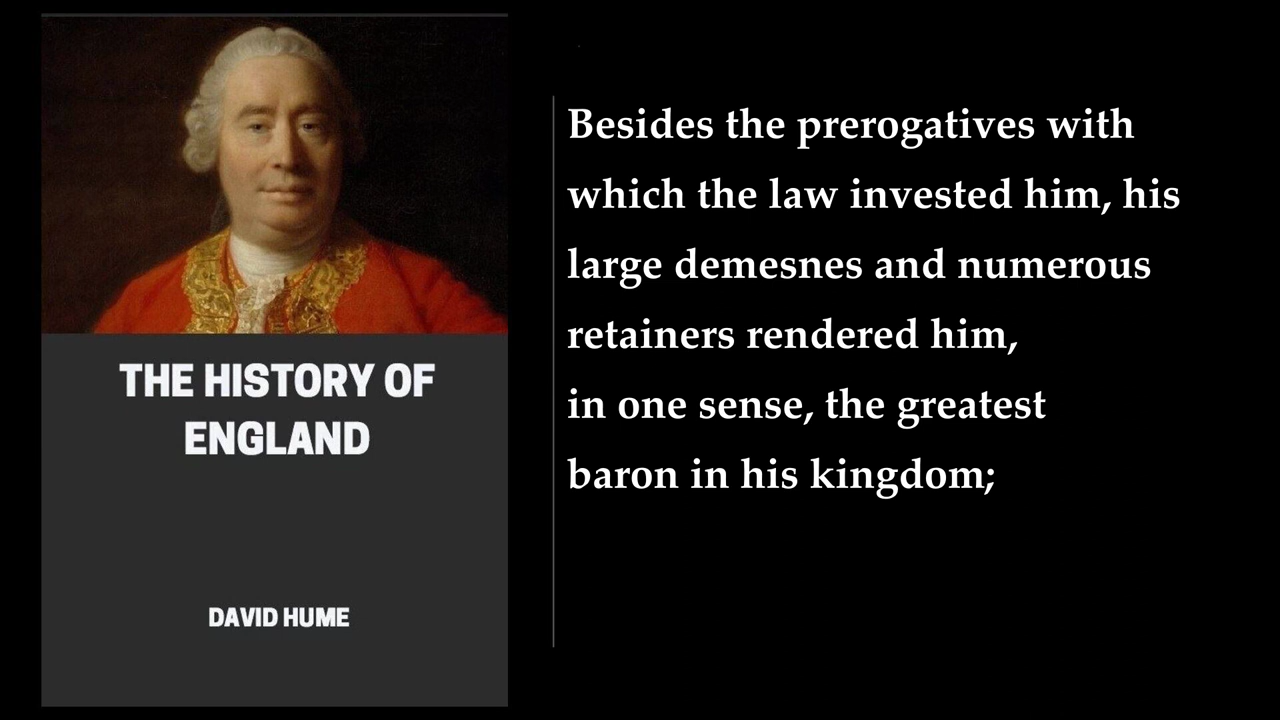 THE HISTORY OF
ENGLAND
DAVID HUME
Besides the prerogatives with
which the law invested him, his
large demesnes and numerous
retainers rendered him,
in one sense, the greatest
baron in his kingdom;